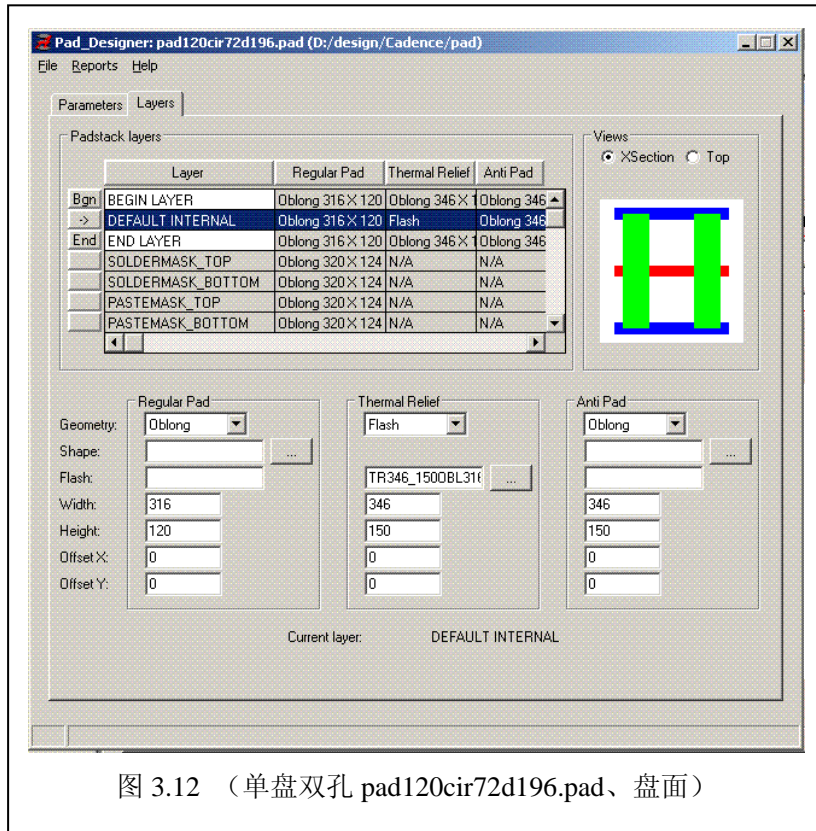 Pad_Designer: pad120cir72d196.pad (D:/design/Cadence/pad)
File Reports Help
Parameters Layers
Padstack layers
Views
XSection Top
Layer Regular Pad Thermal Relief Anti Pad
Bgn BEGIN LAYER Oblong 316 X 120 Oblong 346 X 1 Oblong 346
-> DEFAULT INTERNAL Oblong 316 X 120 Flash Oblong 346
End END LAYER Oblong 316 X 120 Oblong 346 X 1 Oblong 346
SOLDERMASK_TOP Oblong 320 X 124 N/A N/A
SOLDERMASK_BOTTOM Oblong 320 X 124 N/A N/A
PASTEMASK_TOP Oblong 320 X 124 N/A N/A
PASTEMASK_BOTTOM Oblong 320 X 124 N/A N/A
Regular Pad Thermal Relief Anti Pad
Geometry: Oblong Flash Oblong
Shape: ... ...
Flash: TR346_150OBL316 ...
Width: 316 346 346
Height: 120 150 150
Offset X: 0 0 0
Offset Y: 0 0 0
Current layer: DEFAULT INTERNAL
图 3.12 （单盘双孔 pad120cir72d196.pad、盘面）